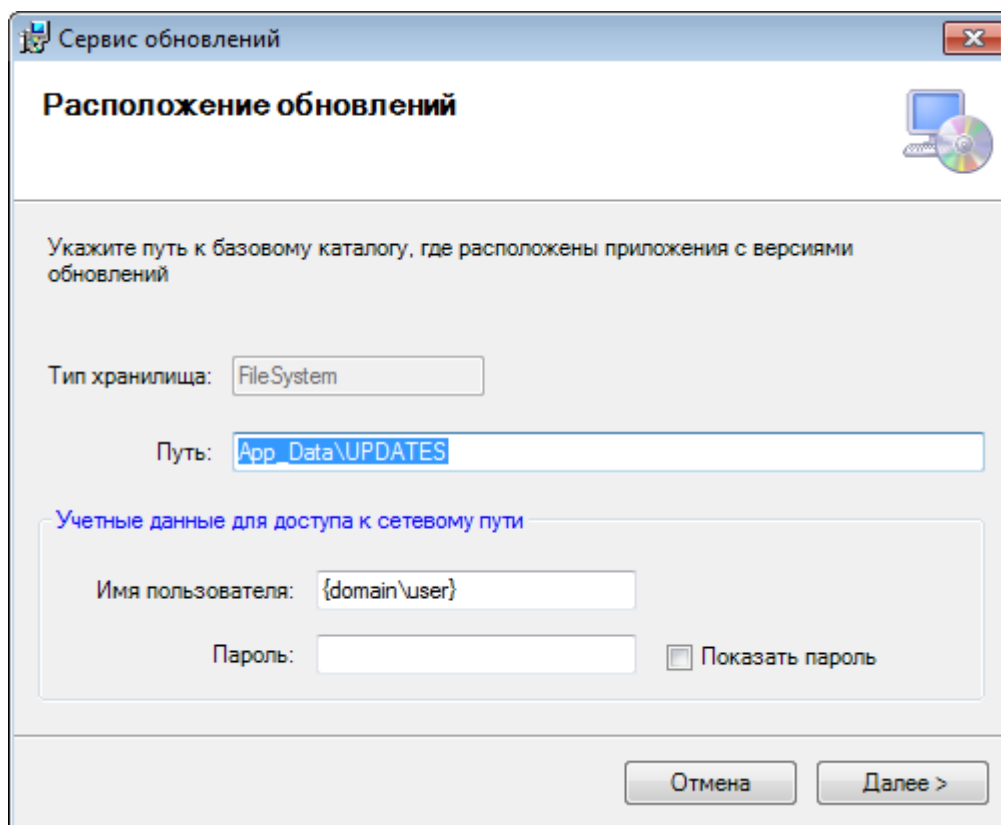 Сервис обновлений
Расположение обновлений
Укажите путь к базовому каталогу, где расположены приложения с версиями
обновлений
Тип хранилища: FileSystem
Путь: App_Data\UPDATES
Учетные данные для доступа к сетевому пути
Имя пользователя: {domain\user}
Пароль: Показать пароль
Отмена Далее >